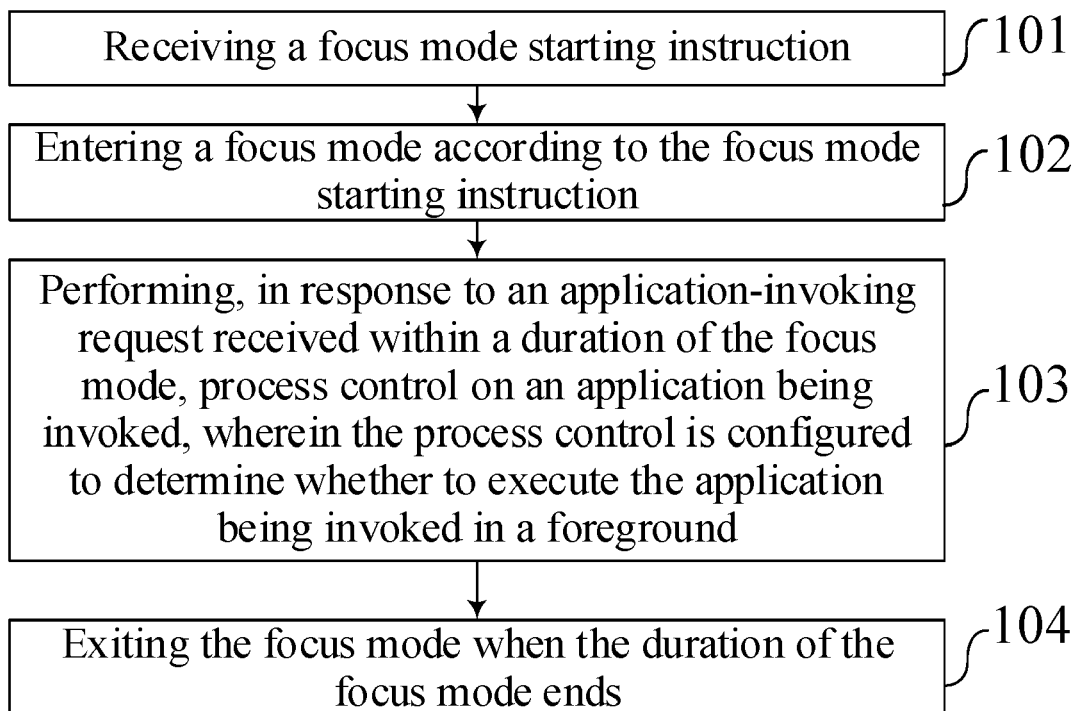 Receiving a focus mode starting instruction
101
Entering a focus mode according to the focus mode
starting instruction
102
Performing, in response to an application-invoking
request received within a duration of the focus
mode, process control on an application being
invoked, wherein the process control is configured
to determine whether to execute the application
being invoked in a foreground
103
Exiting the focus mode when the duration of the
focus mode ends
104